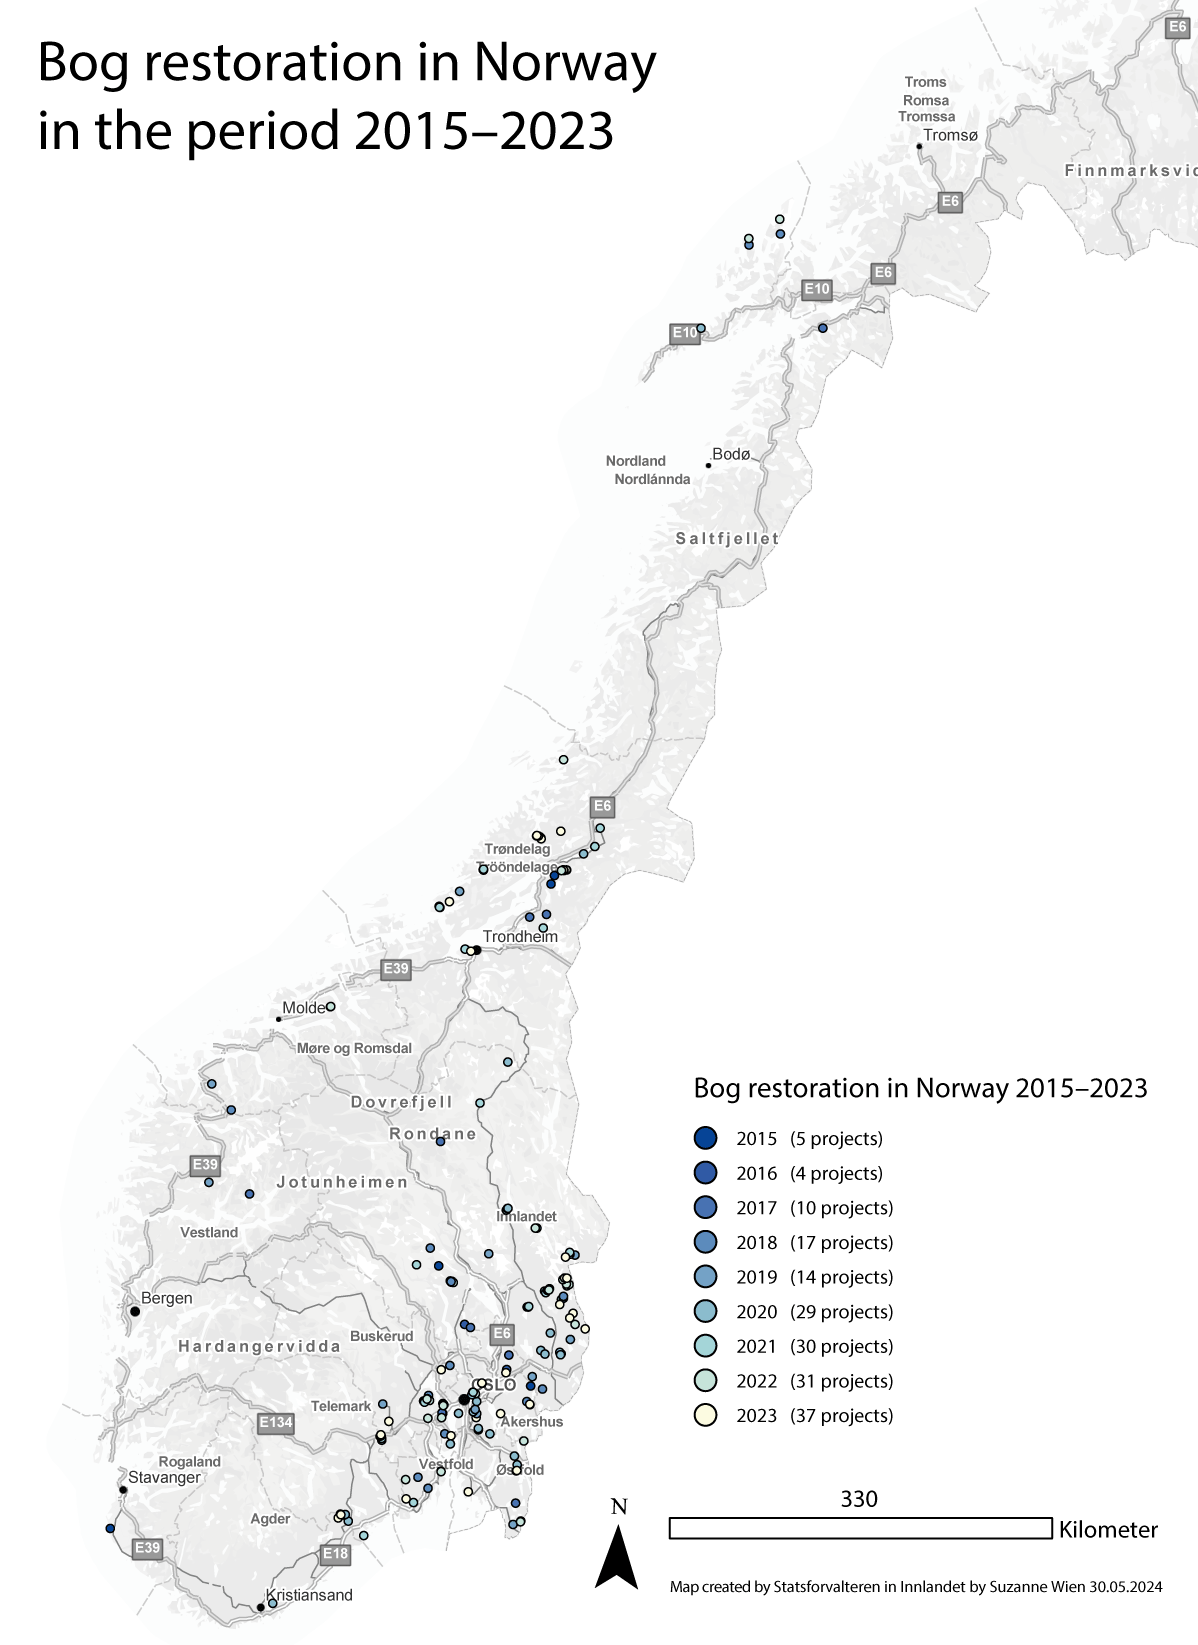 Bog restoration in Norway
in the period 2015–2023
E6
Troms
Romsa
Tromssa
Tromsø
Finnmarksvid
E6
E6
E10
E10
Bodø
Nordland
Nordlánnda
Saltfjellet
E6
Trøndelag
Trööndelage
Trondheim
E39
Molde
Møre og Romsdal
Dovrefjell
Rondane
E39
Jotunheimen
Innlandet
Vestland
Bergen
E6
Hardangervidda
Buskerud
OSLO
Telemark
E134
Akershus
Rogaland
Vestfold
Østfold
Stavanger
Agder
E39
E18
Kristiansand
Bog restoration in Norway 2015–2023
2015 (5 projects)
2016 (4 projects)
2017 (10 projects)
2018 (17 projects)
2019 (14 projects)
2020 (29 projects)
2021 (30 projects)
2022 (31 projects)
2023 (37 projects)
N
330
Kilometer
Map created by Statsforvalteren in Innlandet by Suzanne Wien 30.05.2024